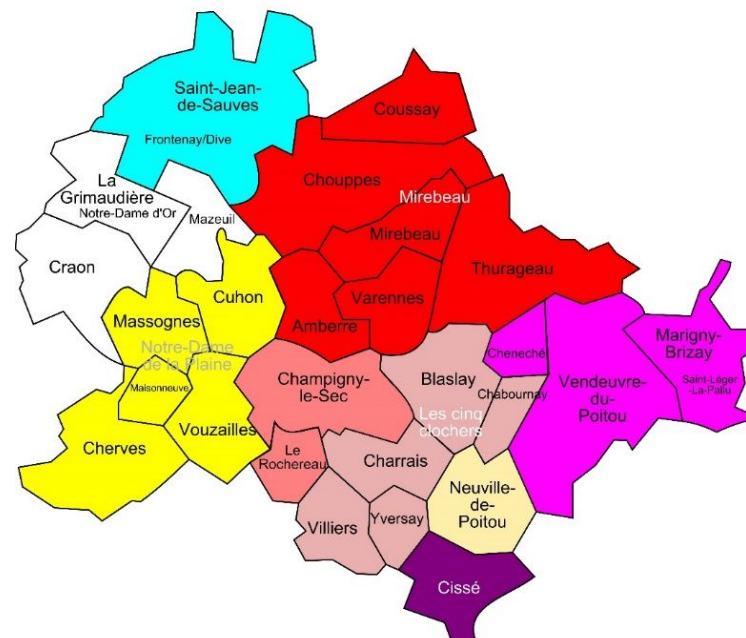 Saint-Jean-
de-Sauves
Frontenay/Dive
Coussay
La
Grimaudière
Notre-Dame d'Or
Chouppes
Mirebeau
Mazeuil
Mirebeau
Craon
Thurageau
Cuhon
Varennes
Massognes
Amberre
Notre-Dame
de la Plaine
Cheneché
Marigny-
Brizay
Saint-Léger
-La-Pallu
Maisonneuve
Champigny-
le-Sec
Blaslay
Chabournay
Vendeuvre-
du-
Poitou
Les cinq
clochers
Vouzailles
Cherves
Le
Rochereau
Charrais
Neuville-
de-
Poitou
Villiers
Yversay
Cissé